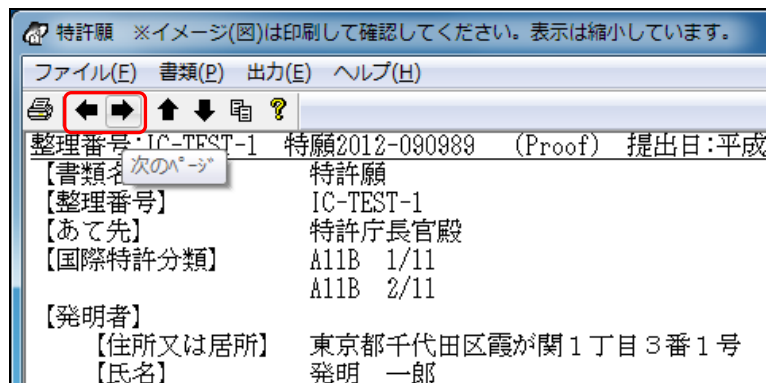 特許願 ※イメージ(図)は印刷して確認してください。表示は縮小しています。
ファイル(F) 書類(P) 出力(E) ヘルプ(H)
整理番号:IC-TEST-1 特願2012-090989 (Proof) 提出日:平成
次のページ
【書類名 特許願
【整理番号】 IC-TEST-1
【あて先】 特許庁長官殿
【国際特許分類】 A11B 1/11
A11B 2/11
【発明者】
【住所又は居所】 東京都千代田区霞が関1丁目3番1号
【氏名】 発明 一郎